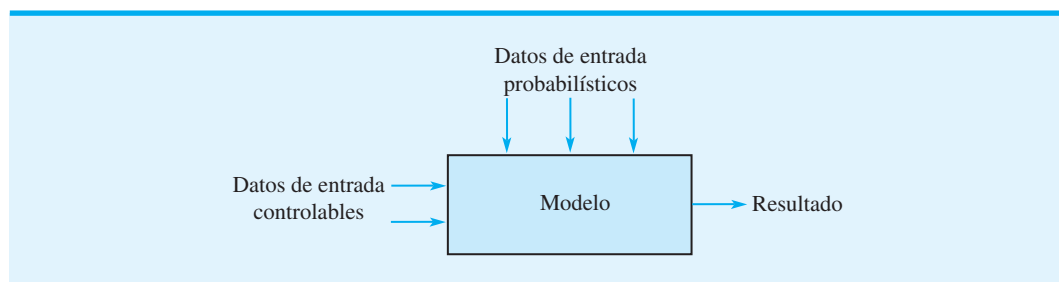 Datos de entrada
probabilísticos
Datos de entrada
controlables
Modelo
Resultado